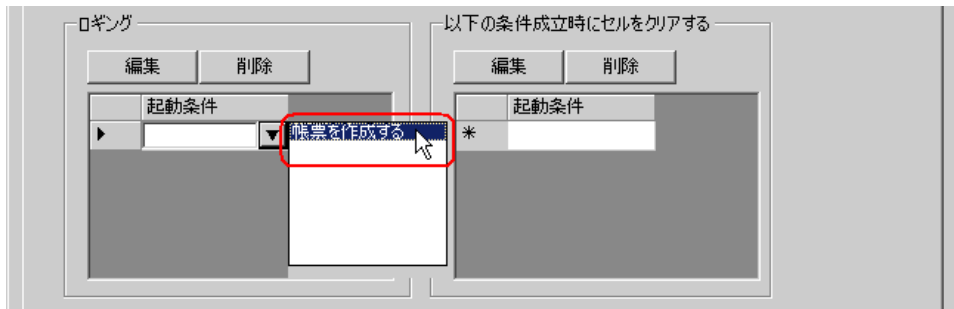 ロギング
編集
削除
起動条件
帳票を作成する
以下の条件成立時にセルをクリアする
編集
削除
起動条件